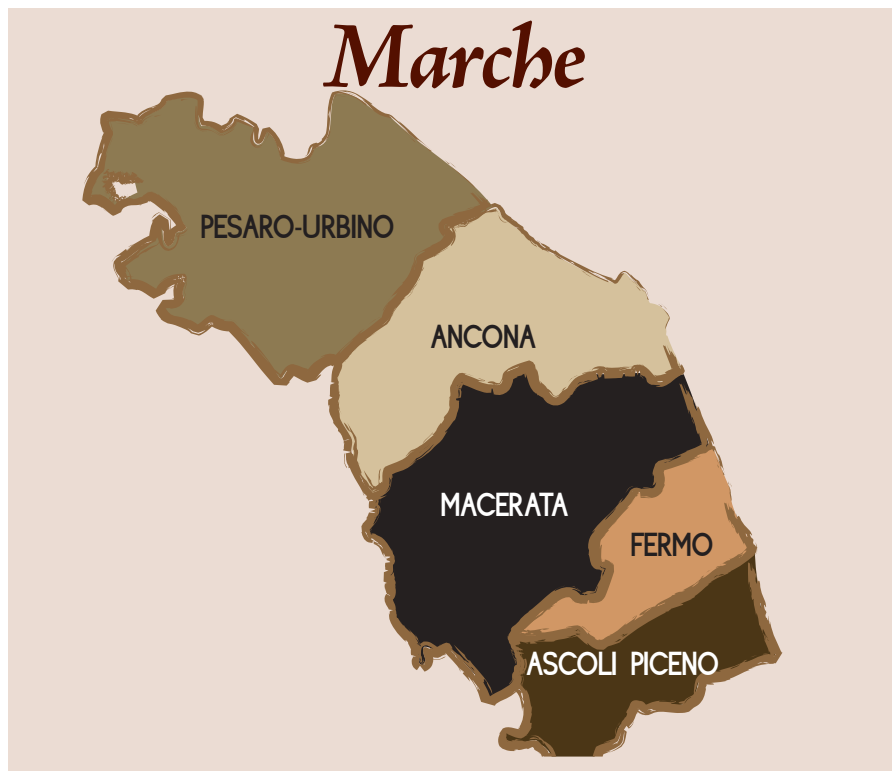 Marche
PESARO-URBINO
ANCONA
MACERATA
FERMO
ASCOLI PICENO